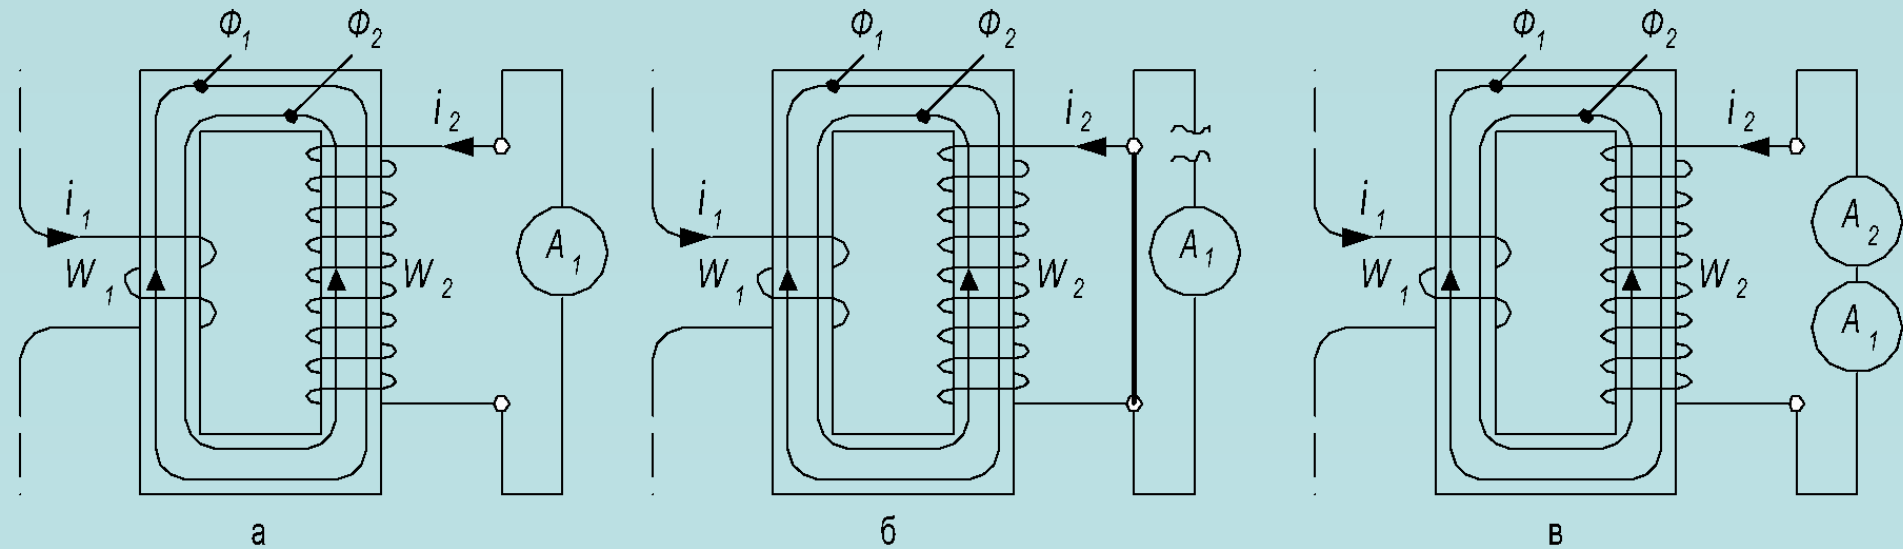 Φ₁ Φ₂ Φ₁ Φ₂ Φ₁ Φ₂
i₂ i₂ i₂
i₁ A₁ i₁ A₁ i₁ A₂
W₁ W₂ W₁ W₂ W₁ W₂
A₁
а б в